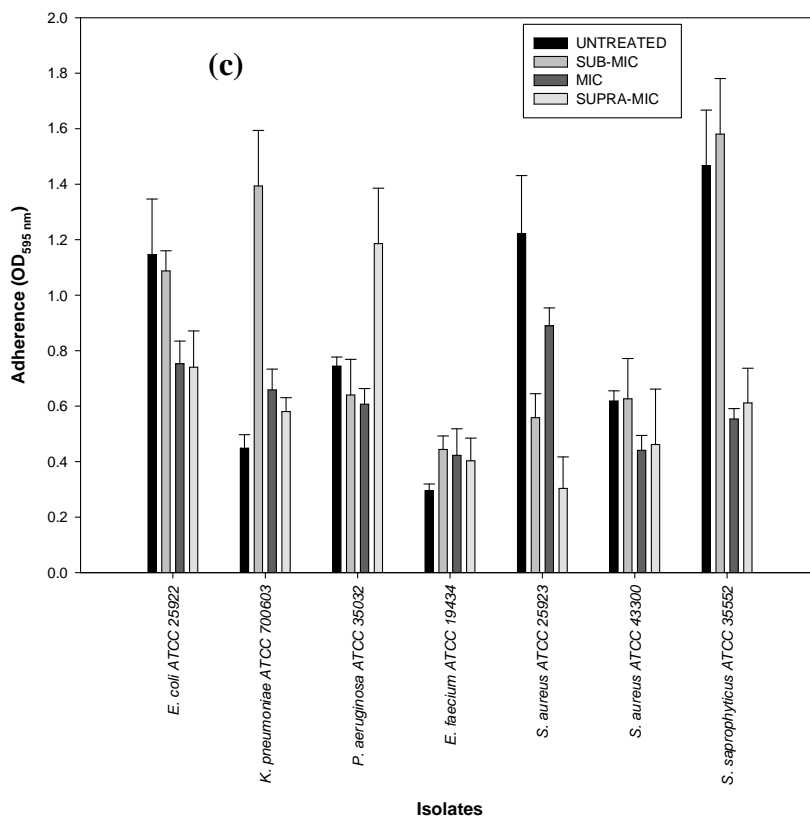 (c)
UNTREATED
SUB-MIC
MIC
SUPRA-MIC
Adherence (OD595 nm)
2.0
1.8
1.6
1.4
1.2
1.0
0.8
0.6
0.4
0.2
0.0
E. coli ATCC 25922
K. pneumoniae ATCC 700603
P. aeruginosa ATCC 35032
E. faecium ATCC 19434
S. aureus ATCC 25923
S. aureus ATCC 43300
S. saprophyticus ATCC 35552
Isolates